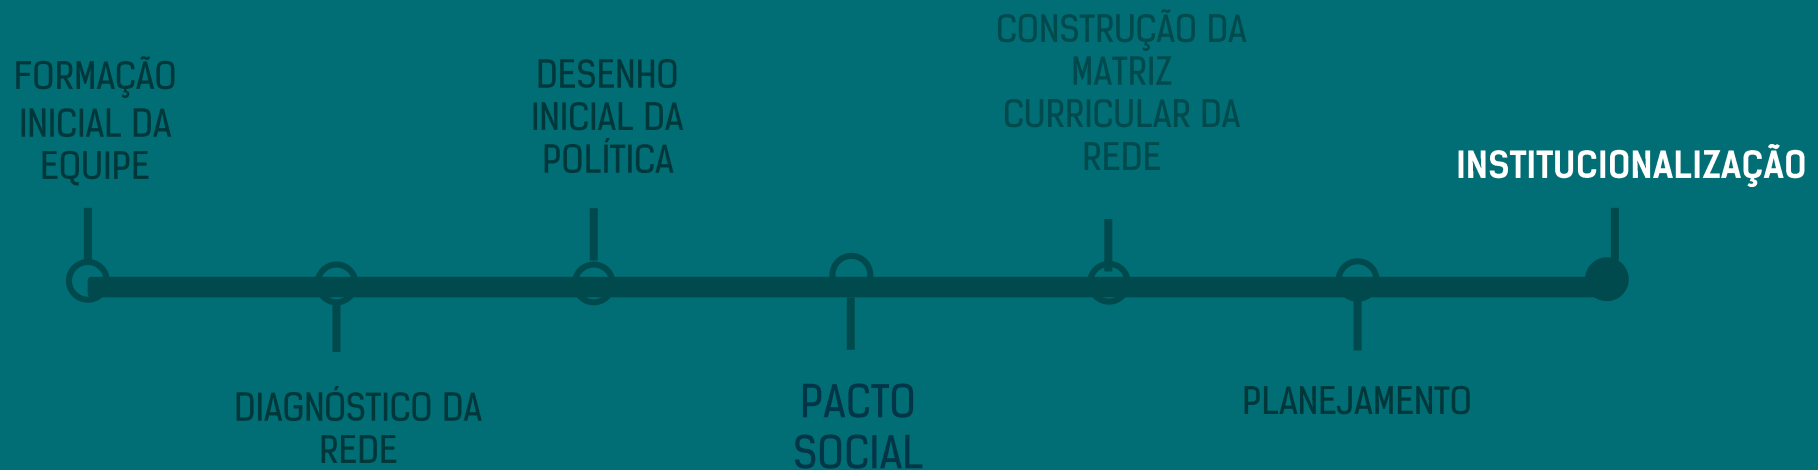 FORMAÇÃO
INICIAL DA
EQUIPE
DIAGNÓSTICO DA
REDE
DESENHO
INICIAL DA
POLÍTICA
PACTO
SOCIAL
CONSTRUÇÃO DA
MATRIZ
CURRICULAR DA
REDE
PLANEJAMENTO
INSTITUCIONALIZAÇÃO